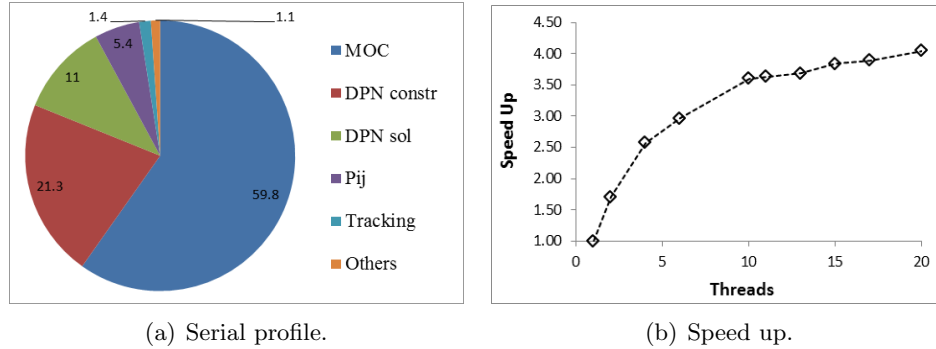 1.4
1.1
5.4
11
21.3
59.8
MOC
DPN constr
DPN sol
Pij
Tracking
Others
(a) Serial profile.
4.50
4.00
3.50
3.00
2.50
2.00
1.50
1.00
Speed Up
0 5 10 15 20
Threads
(b) Speed up.